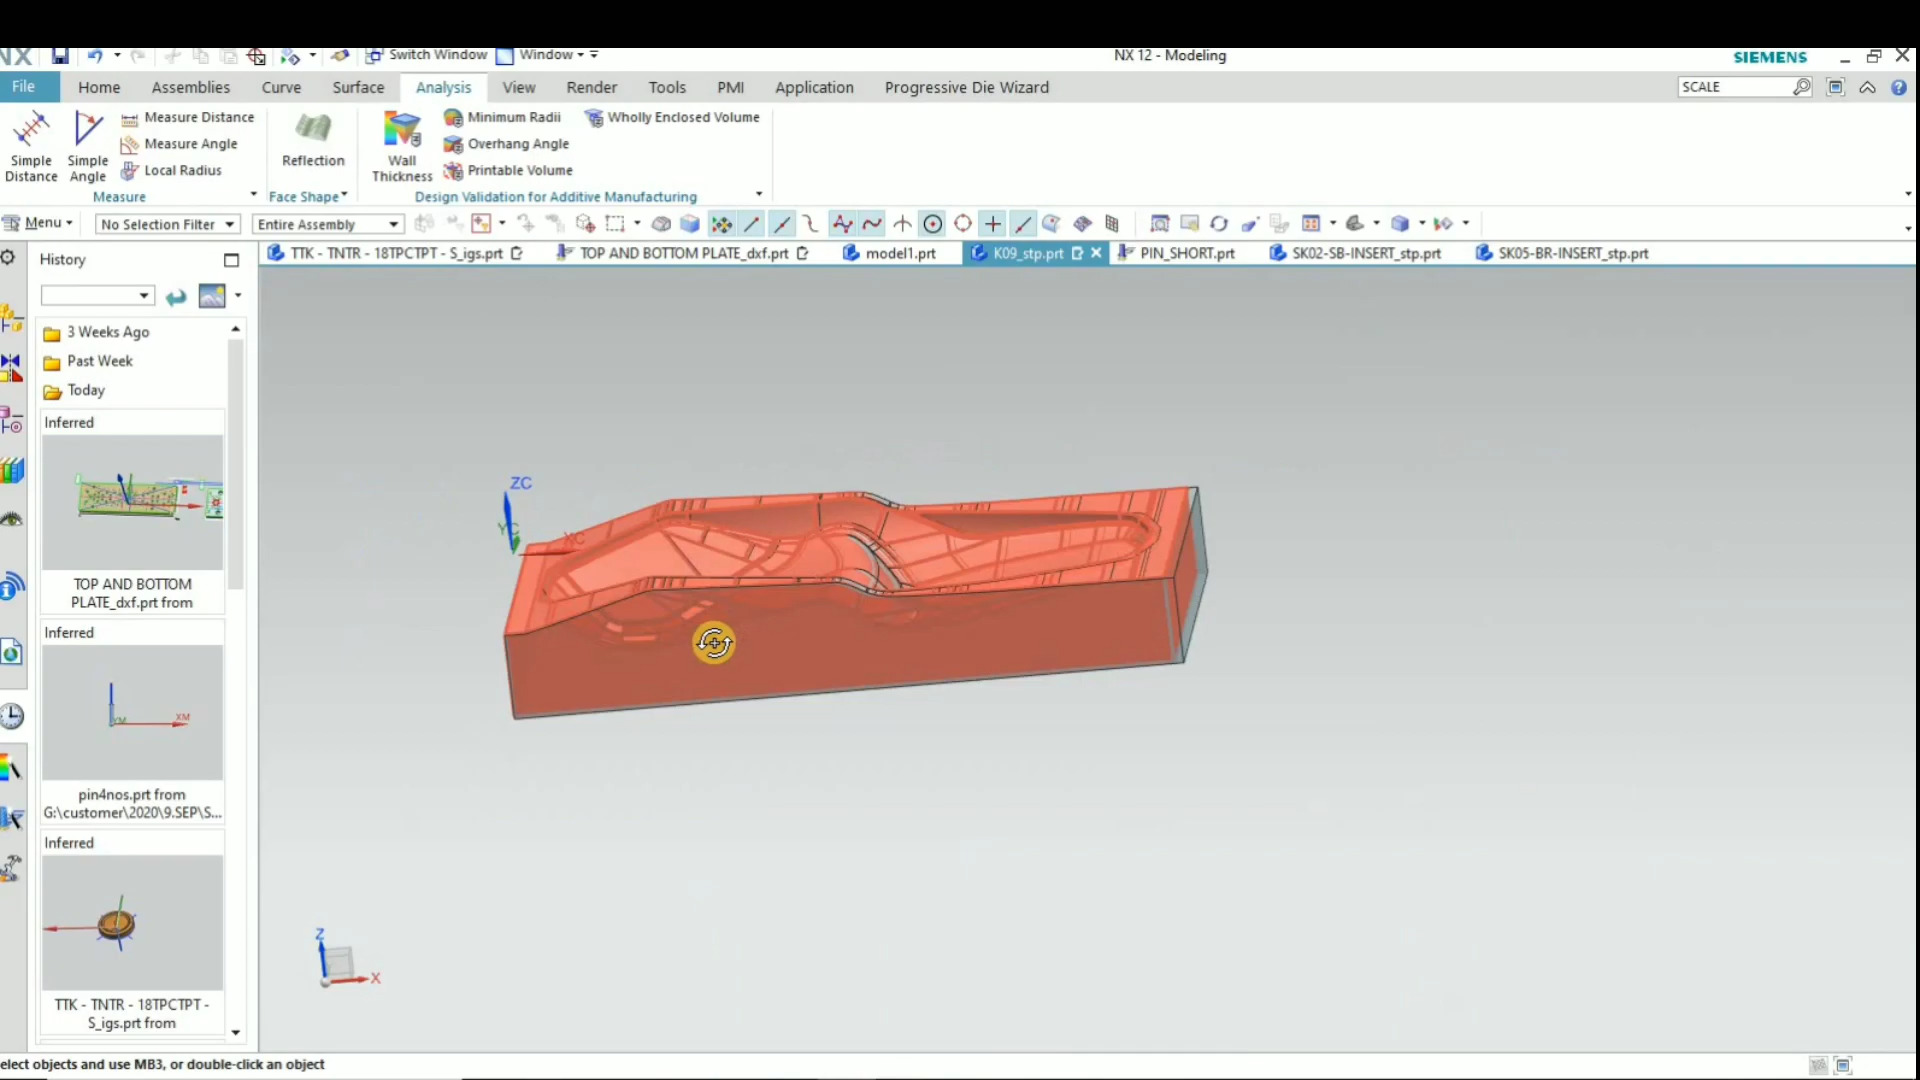 NX
Switch Window Window
NX 12 - Modeling
SIEMENS
File Home Assemblies Curve Surface Analysis View Render Tools PMI Application Progressive Die Wizard
SCALE
Simple Distance
Simple Angle
Measure Distance
Measure Angle
Local Radius
Measure
Reflection
Face Shape
Wall Thickness
Minimum Radii
Overhang Angle
Printable Volume
Wholly Enclosed Volume
Design Validation for Additive Manufacturing
Menu No Selection Filter Entire Assembly
TTK - TNTR - 18TPCTPT - S_igs.prt TOP AND BOTTOM PLATE_dxf.prt model1.prt K09_stp.prt PIN_SHORT.prt SK02-SB-INSERT_stp.prt SK05-BR-INSERT_stp.prt
History
3 Weeks Ago
Past Week
Today
Inferred
TOP AND BOTTOM
PLATE_dxf.prt from
Inferred
YM
XM
pin4nos.prt from
G:\customer\2020\9.SEP\S...
Inferred
TTK - TNTR - 18TPCTPT -
S_igs.prt from
ZC
YC
XC
Z
X
elect objects and use MB3, or double-click an object